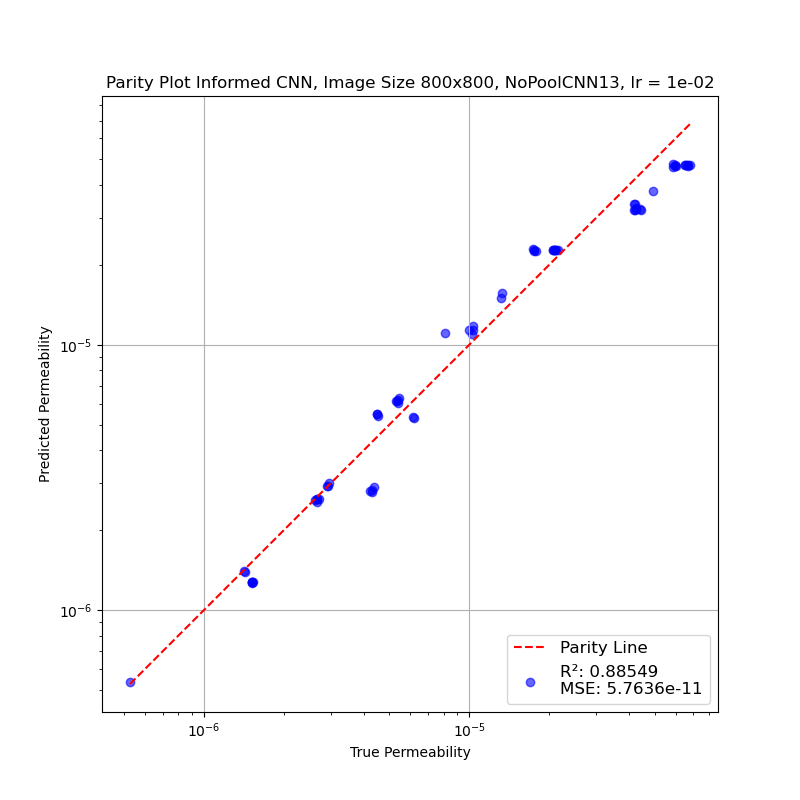 Parity Plot Informed CNN, Image Size 800x800, NoPoolCNN13, lr = 1e-02
Predicted Permeability
10⁻⁵
10⁻⁶
Parity Line
R²: 0.88549
MSE: 5.7636e-11
10⁻⁶ 10⁻⁵
True Permeability